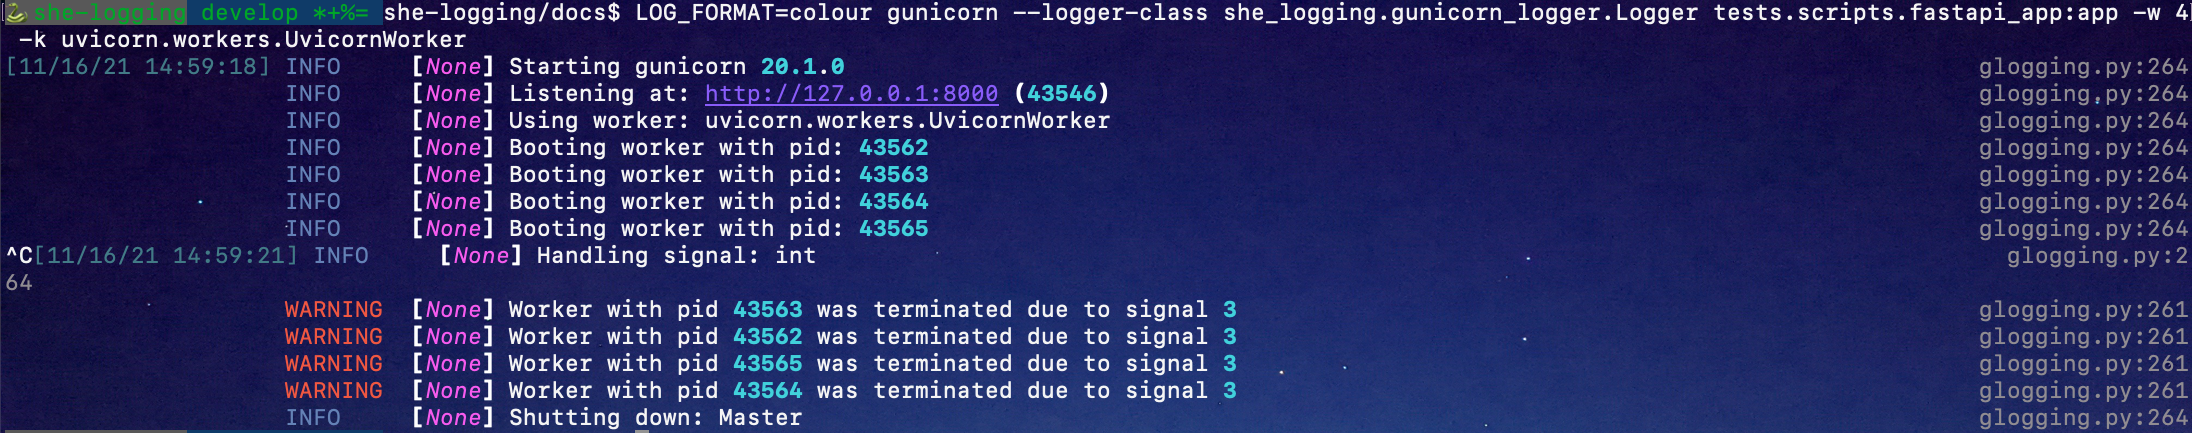 she-logging develop *+%= she-logging/docs$ LOG_FORMAT=colour gunicorn --logger-class she_logging.gunicorn_logger.Logger tests.scripts.fastapi_app:app -w 4
-k uvicorn.workers.UvicornWorker
[11/16/21 14:59:18] INFO [None] Starting gunicorn 20.1.0 glogging.py:264
INFO [None] Listening at: http://127.0.0.1:8000 (43546) glogging.py:264
INFO [None] Using worker: uvicorn.workers.UvicornWorker glogging.py:264
INFO [None] Booting worker with pid: 43562 glogging.py:264
INFO [None] Booting worker with pid: 43563 glogging.py:264
INFO [None] Booting worker with pid: 43564 glogging.py:264
INFO [None] Booting worker with pid: 43565 glogging.py:264
^C[11/16/21 14:59:21] INFO [None] Handling signal: int glogging.py:2
64
WARNING [None] Worker with pid 43563 was terminated due to signal 3 glogging.py:261
WARNING [None] Worker with pid 43562 was terminated due to signal 3 glogging.py:261
WARNING [None] Worker with pid 43565 was terminated due to signal 3 glogging.py:261
WARNING [None] Worker with pid 43564 was terminated due to signal 3 glogging.py:261
INFO [None] Shutting down: Master glogging.py:264